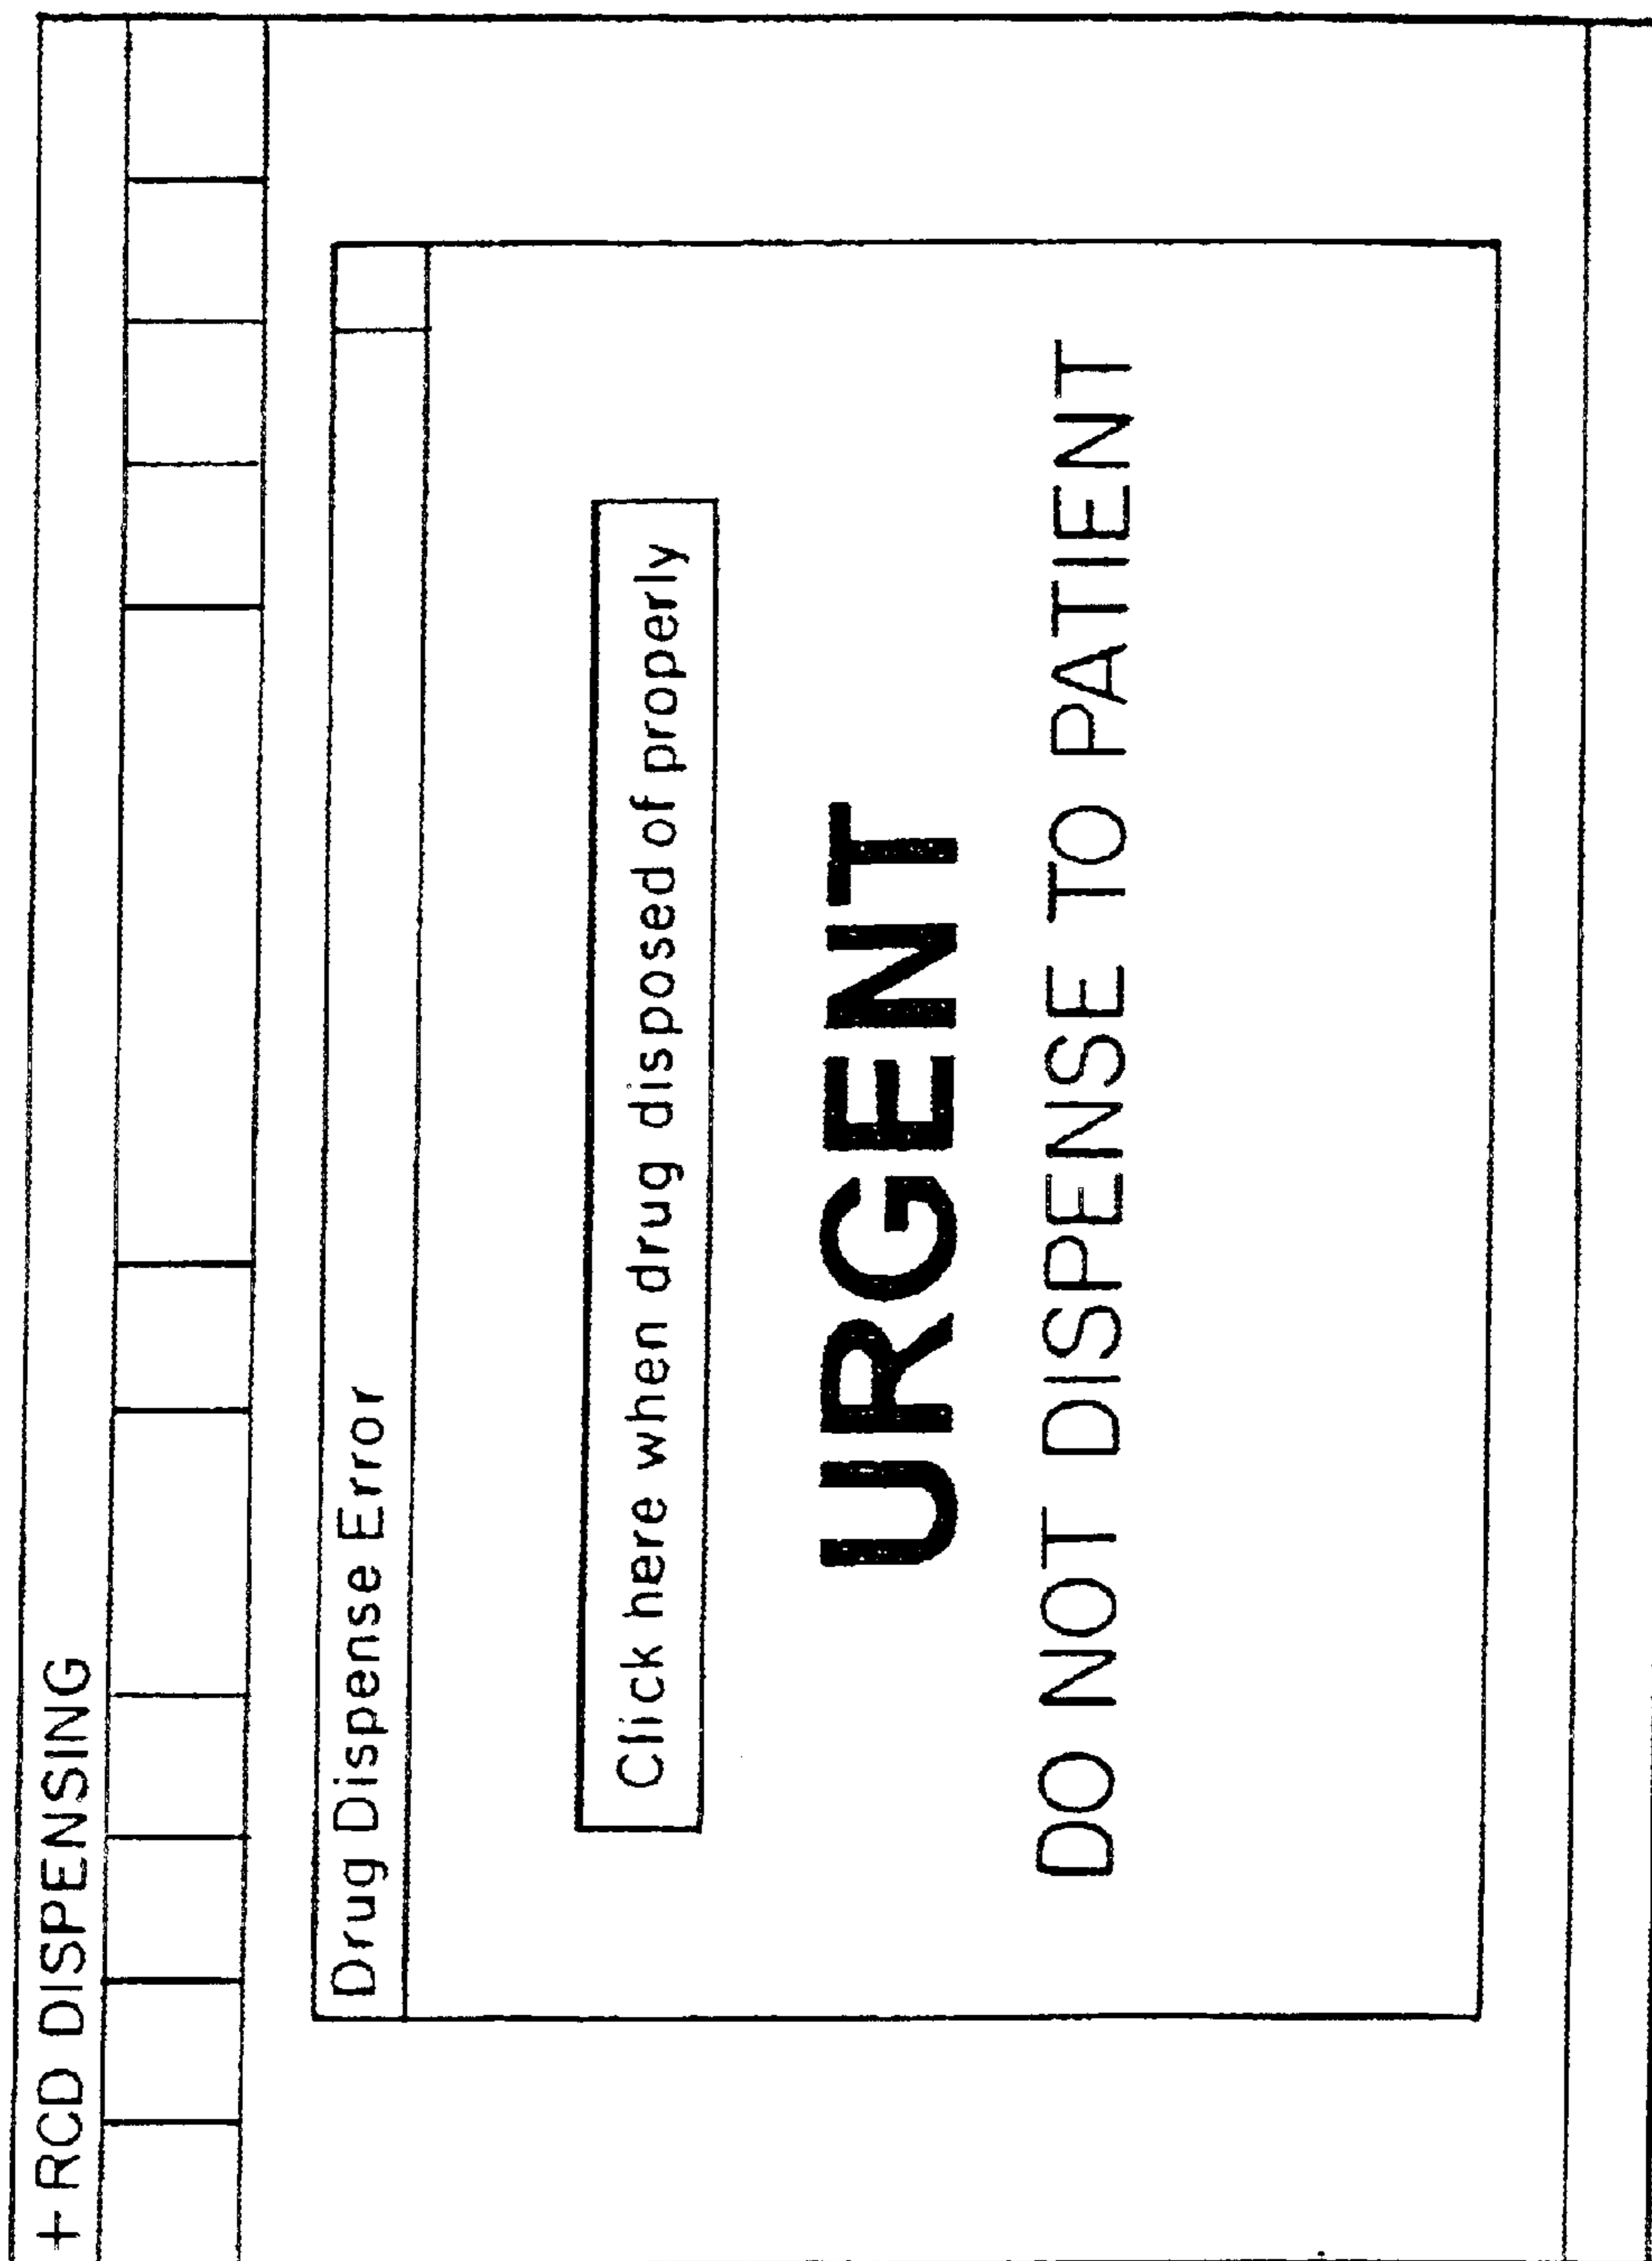 + RCD DISPENSING
Drug Dispense Error
Click here when drug disposed of properly
URGENT
DO NOT DISPENSE TO PATIENT